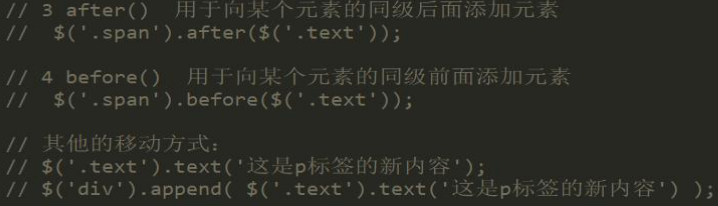 // 3 after()  用于向某个元素的同级后面添加元素
//  $('.span').after($('.text'));
// 4 before()  用于向某个元素的同级前面添加元素
//  $('.span').before($('.text'));
// 其他的移动方式：
// $('.text').text('这是p标签的新内容');
// $('div').append( $('.text').text('这是p标签的新内容') );